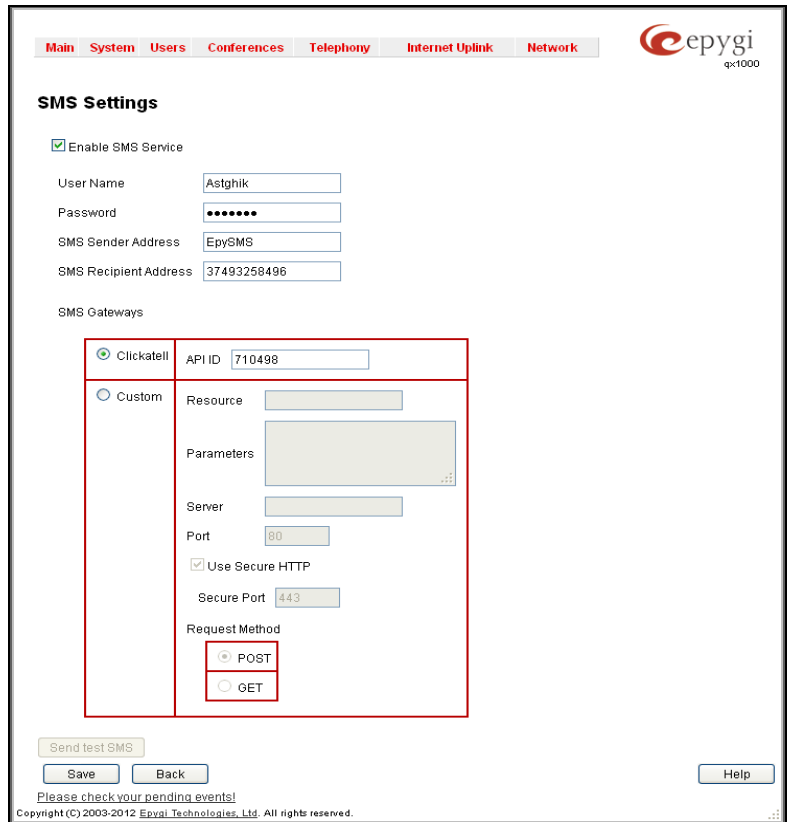 Main System Users Conferences Telephony Internet Uplink Network
epygi
qx1000
SMS Settings
Enable SMS Service
User Name Astghik
Password •••••••
SMS Sender Address EpySMS
SMS Recipient Address 37493258496
SMS Gateways
Clickatell API ID 710498
Custom Resource
Parameters
Server
Port 80
Use Secure HTTP
Secure Port 443
Request Method
POST
GET
Send test SMS
Save Back Help
Please check your pending events!
Copyright (C) 2003-2012 Epygi Technologies, Ltd. All rights reserved.